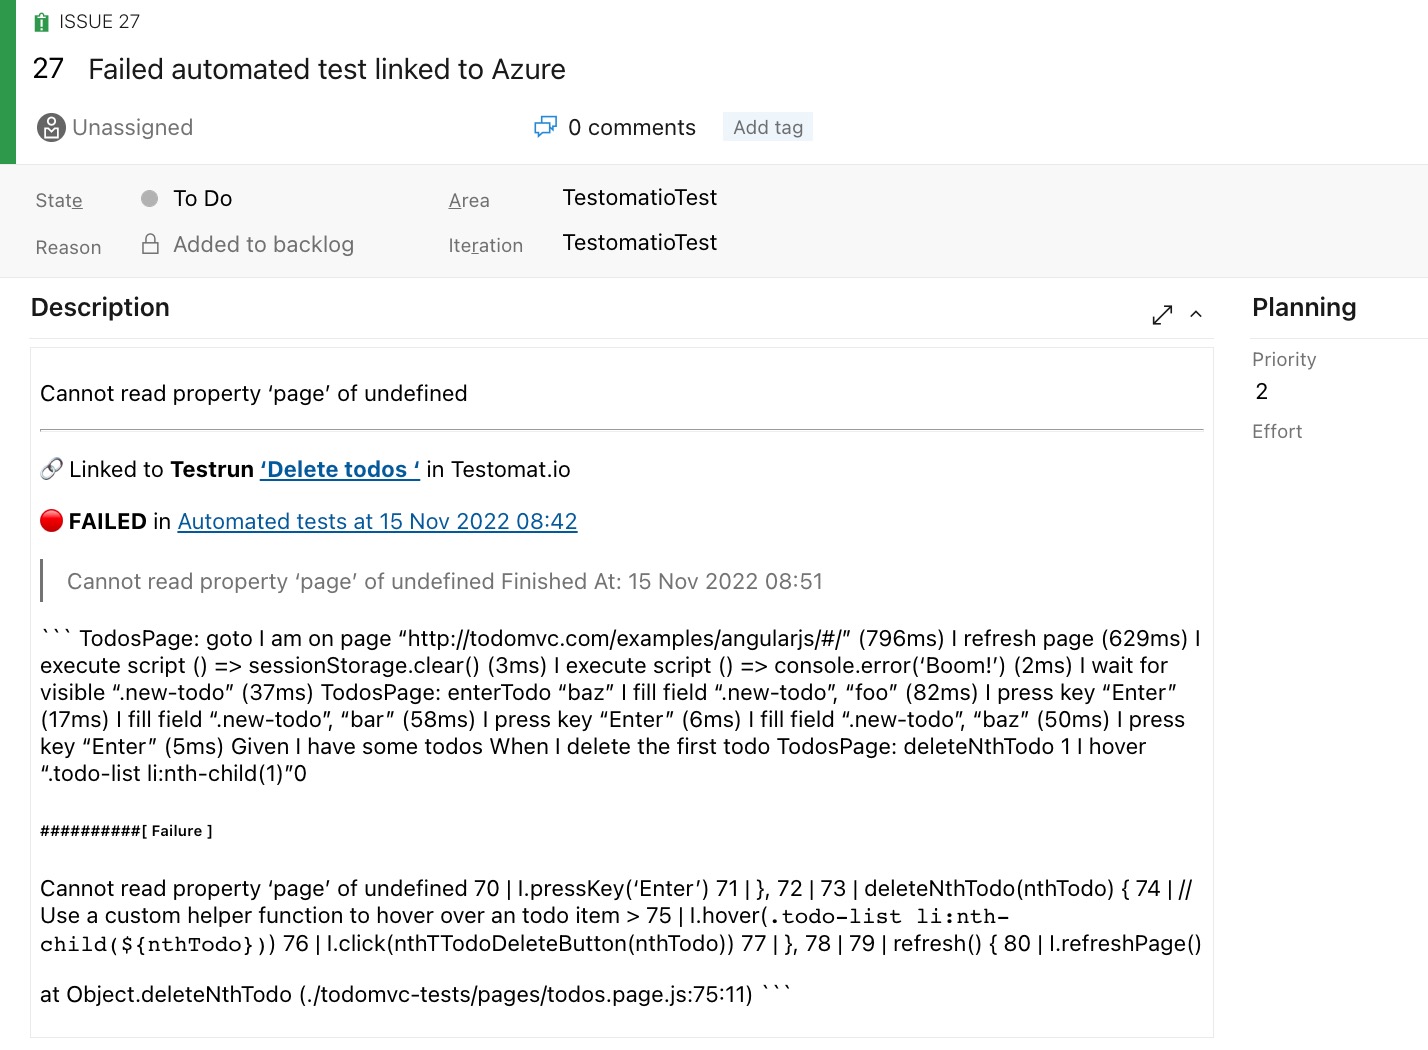 ISSUE 27
27 Failed automated test linked to Azure
Unassigned
0 comments
Add tag
State
To Do
Area
TestomatioTest
Reason
Added to backlog
Iteration
TestomatioTest
Description
Planning
Priority
2
Effort
Cannot read property ‘page’ of undefined
Linked to Testrun ‘Delete todos ‘ in Testomat.io
FAILED in Automated tests at 15 Nov 2022 08:42
Cannot read property ‘page’ of undefined Finished At: 15 Nov 2022 08:51
``` TodosPage: goto I am on page “http://todomvc.com/examples/angularjs/#/” (796ms) I refresh page (629ms) I
execute script () => sessionStorage.clear() (3ms) I execute script () => console.error(‘Boom!’) (2ms) I wait for
visible “.new-todo” (37ms) TodosPage: enterTodo “baz” I fill field “.new-todo”, “foo” (82ms) I press key “Enter”
(17ms) I fill field “.new-todo”, “bar” (58ms) I press key “Enter” (6ms) I fill field “.new-todo”, “baz” (50ms) I press
key “Enter” (5ms) Given I have some todos When I delete the first todo TodosPage: deleteNthTodo 1 I hover
“.todo-list li:nth-child(1)”0
##########[ Failure ]
Cannot read property ‘page’ of undefined 70 | I.pressKey(‘Enter’) 71 | }, 72 | 73 | deleteNthTodo(nthTodo) { 74 | //
Use a custom helper function to hover over an todo item > 75 | I.hover(.todo-list li:nth-
child(${nthTodo})) 76 | I.click(nthTTodoDeleteButton(nthTodo)) 77 | }, 78 | 79 | refresh() { 80 | I.refreshPage()
at Object.deleteNthTodo (./todomvc-tests/pages/todos.page.js:75:11) ```